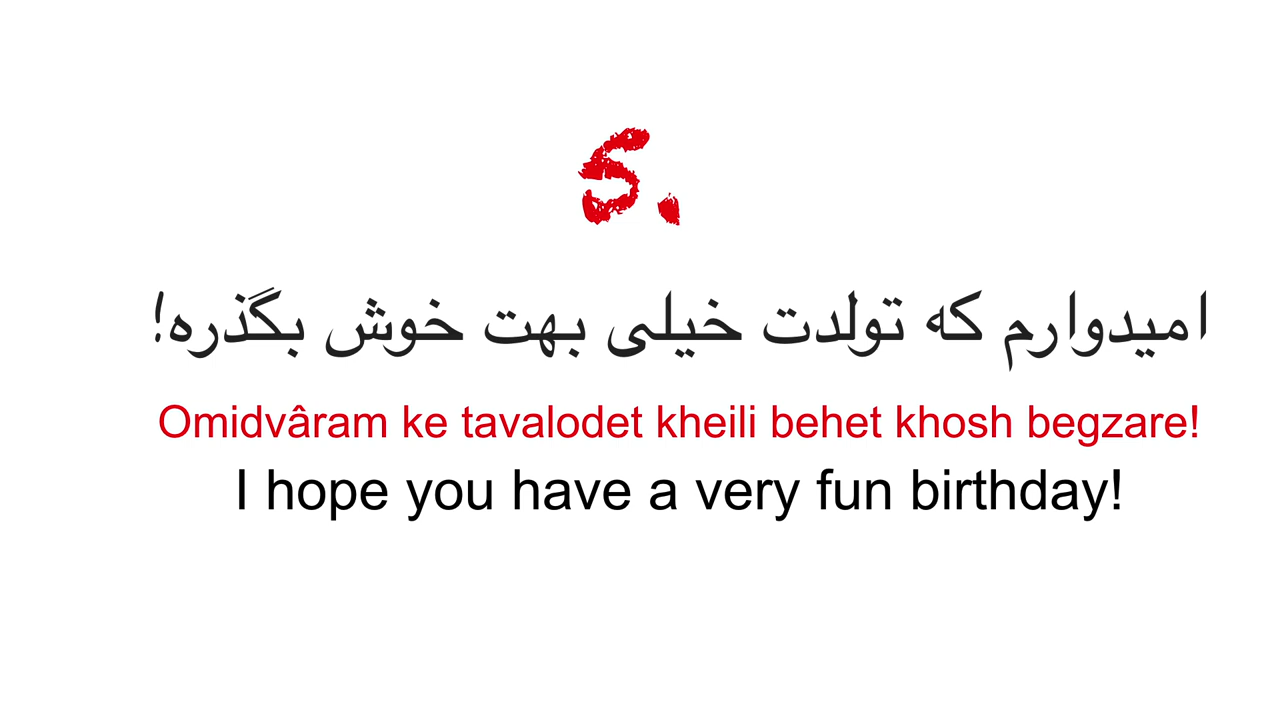 5.
امیدوارم که تولدت خیلی بهت خوش بگذره!
Omidvâram ke tavalodet kheili behet khosh begzare!
I hope you have a very fun birthday!